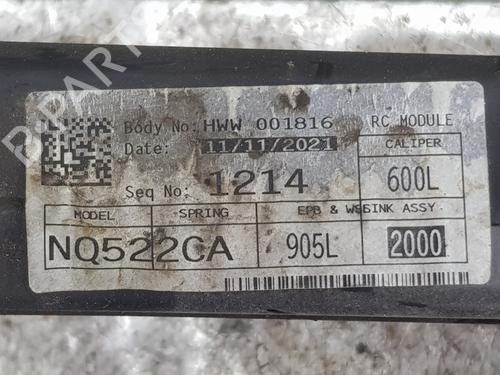 B-PARTS
Body No: HWW 001816 RC MODULE
Date: 11/11/2021 CALIPER
Seq No: 1214 600L
MODEL SPRING EPB & WSSINK ASSY
NQ522CA 905L 2000